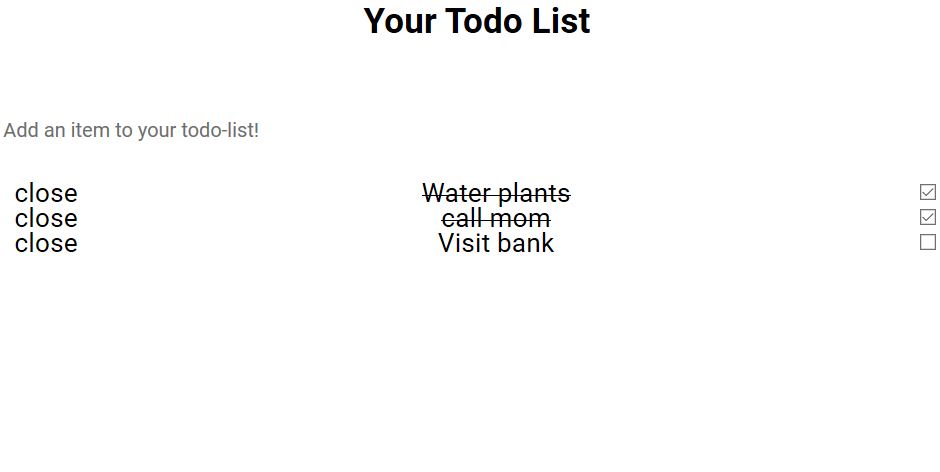 Your Todo List
Add an item to your todo-list!
close Water plants
close call mom
close Visit bank